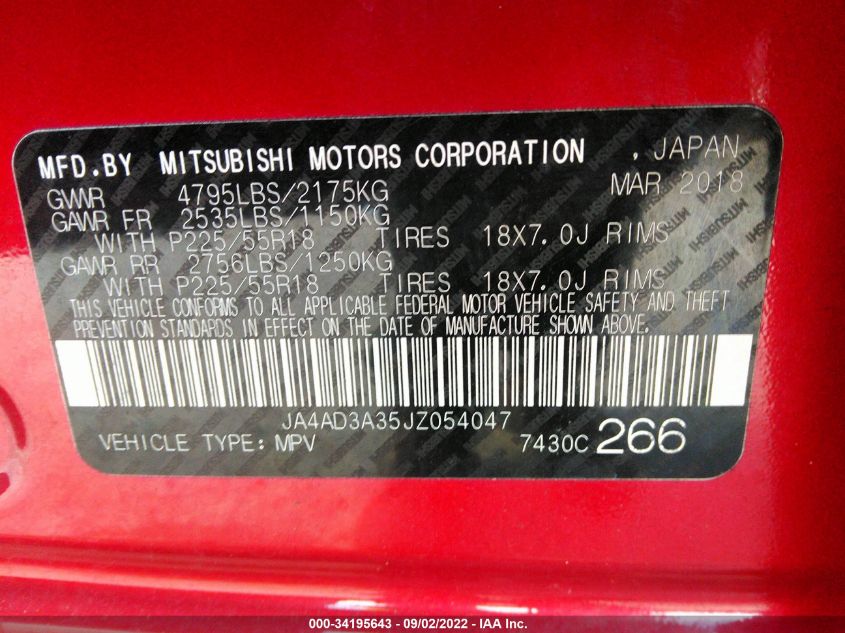 MFD.BY MITSUBISHI MOTORS CORPORATION , JAPAN
GVWR 4795LBS/2175KG MAR 2018
GAWR FR 2535LBS/1150KG
WITH P225/55R18 TIRES 18X7.0J RIMS
GAWR RR 2756LBS/1250KG
WITH P225/55R18 TIRES 18X7.0J RIMS
THIS VEHICLE CONFORMS TO ALL APPLICABLE FEDERAL MOTOR VEHICLE SAFETY AND THEFT
PREVENTION STANDARDS IN EFFECT ON THE DATE OF MANUFACTURE SHOWN ABOVE.
JA4AD3A35JZ054047
VEHICLE TYPE: MPV 7430C 266
000-34195643 - 09/02/2022 - IAA Inc.